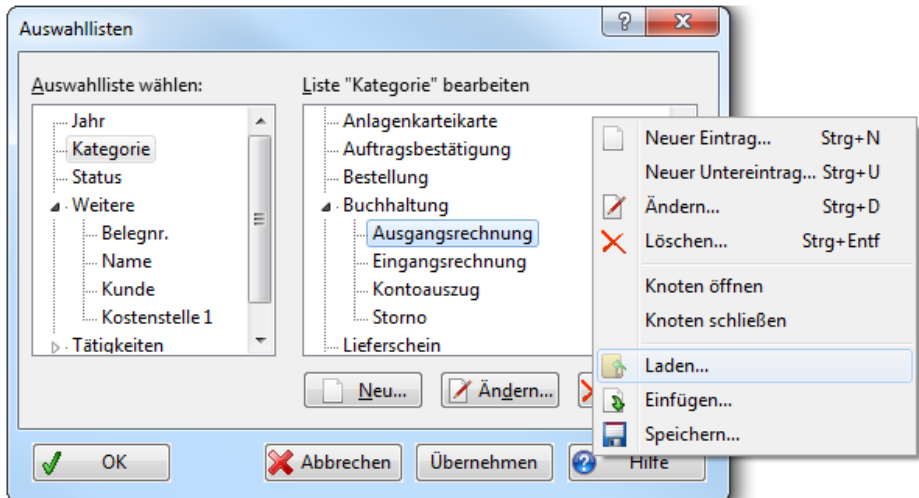 Auswahllisten
Auswahlliste wählen:
Jahr
Kategorie
Status
Weitere
Belegnr.
Name
Kunde
Kostenstelle 1
Tätigkeiten
Liste "Kategorie" bearbeiten
Anlagenkarteikarte
Auftragsbestätigung
Bestellung
Buchhaltung
Ausgangsrechnung
Eingangsrechnung
Kontoauszug
Storno
Lieferschein
Neu...
Ändern...
Neuer Eintrag... Strg+N
Neuer Untereintrag... Strg+U
Ändern... Strg+D
Löschen... Strg+Entf
Knoten öffnen
Knoten schließen
Laden...
Einfügen...
Speichern...
OK
Abbrechen
Übernehmen
Hilfe